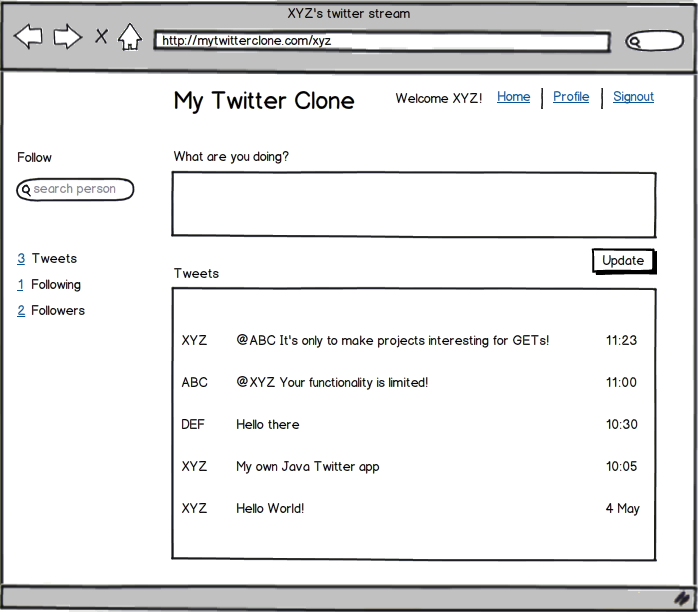 XYZ's twitter stream
http://mytwitterclone.com/xyz
My Twitter Clone
Welcome XYZ! Home Profile Signout
Follow
search person
3 Tweets
1 Following
2 Followers
What are you doing?
Update
Tweets
XYZ @ABC It's only to make projects interesting for GETs! 11:23
ABC @XYZ Your functionality is limited! 11:00
DEF Hello there 10:30
XYZ My own Java Twitter app 10:05
XYZ Hello World! 4 May